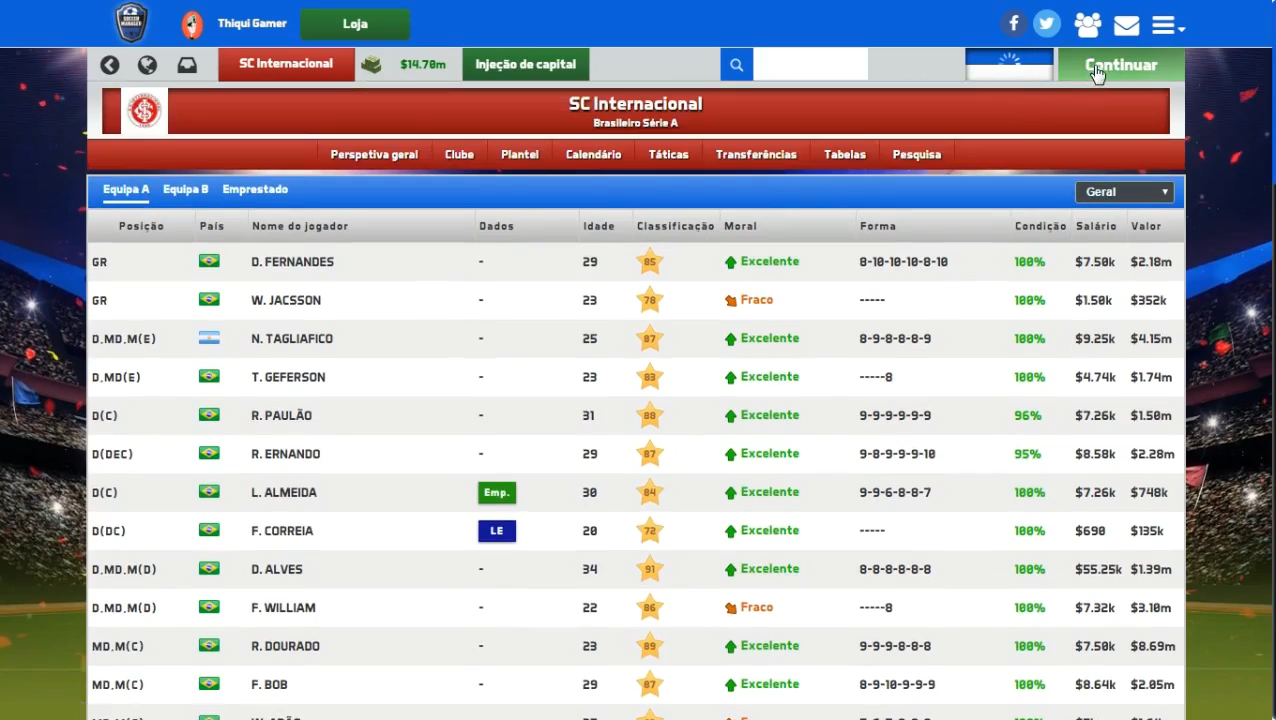 SOCCER MANAGER Thiqui Gamer Loja
SC Internacional $14.70m Injeção de capital Continuar
SC Internacional
Brasileiro Série A
Perspetiva geral Clube Plantel Calendário Táticas Transferências Tabelas Pesquisa
Equipa A Equipa B Emprestado Geral
Posição País Nome do jogador Dados Idade Classificação Moral Forma Condição Salário Valor
GR D. FERNANDES - 29 85 Excelente 8-10-10-10-8-10 100% $7.50k $2.18m
GR W. JACSSON - 23 78 Fraco ----- 100% $1.50k $352k
D,MD,M(E) N. TAGLIAFICO - 25 87 Excelente 8-9-8-8-8-9 100% $9.25k $4.15m
D,MD(E) T. GEFERSON - 23 83 Excelente -----8 100% $4.74k $1.74m
D(C) R. PAULÃO - 31 88 Excelente 9-9-9-9-9-9 96% $7.26k $1.50m
D(DEC) R. ERNANDO - 29 87 Excelente 9-8-9-9-9-10 95% $8.58k $2.28m
D(C) L. ALMEIDA Emp. 30 84 Excelente 9-9-6-8-8-7 100% $7.26k $748k
D(DC) F. CORREIA LE 20 72 Excelente ----- 100% $690 $135k
D,MD,M(D) D. ALVES - 34 91 Excelente 8-8-8-8-8-8 100% $55.25k $1.39m
D,MD,M(D) F. WILLIAM - 22 86 Fraco -----8 100% $7.32k $3.10m
MD,M(C) R. DOURADO - 23 89 Excelente 9-9-9-8-8-8 100% $7.50k $8.69m
MD,M(C) F. BOB - 29 87 Excelente 8-9-10-9-9-9 100% $8.64k $2.05m